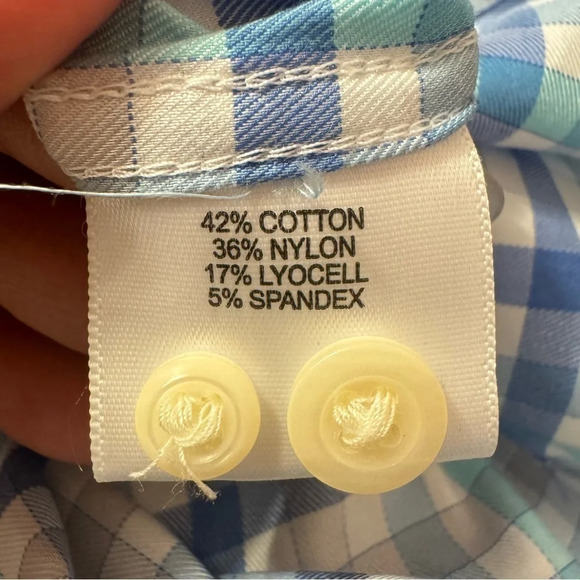 42% COTTON
36% NYLON
17% LYOCELL
5% SPANDEX